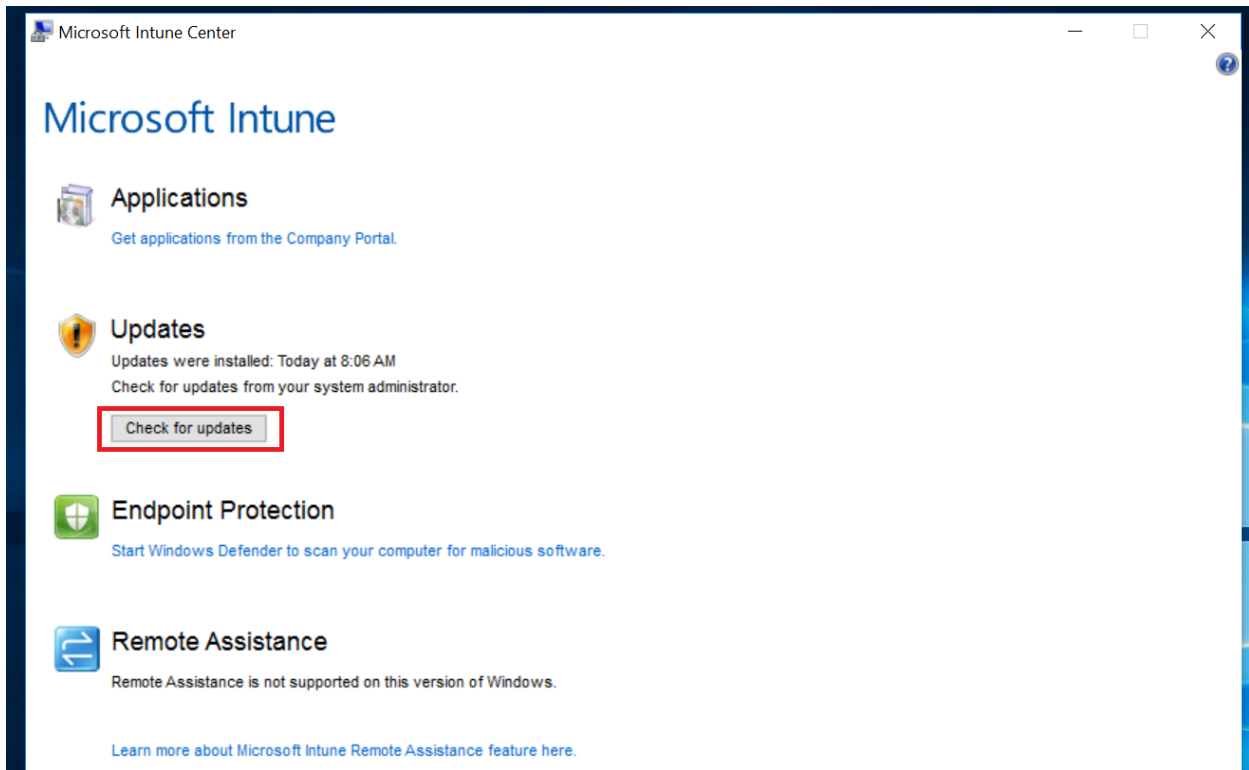 Microsoft Intune Center
Microsoft Intune
Applications
Get applications from the Company Portal.
Updates
Updates were installed: Today at 8:06 AM
Check for updates from your system administrator.
Check for updates
Endpoint Protection
Start Windows Defender to scan your computer for malicious software.
Remote Assistance
Remote Assistance is not supported on this version of Windows.
Learn more about Microsoft Intune Remote Assistance feature here.